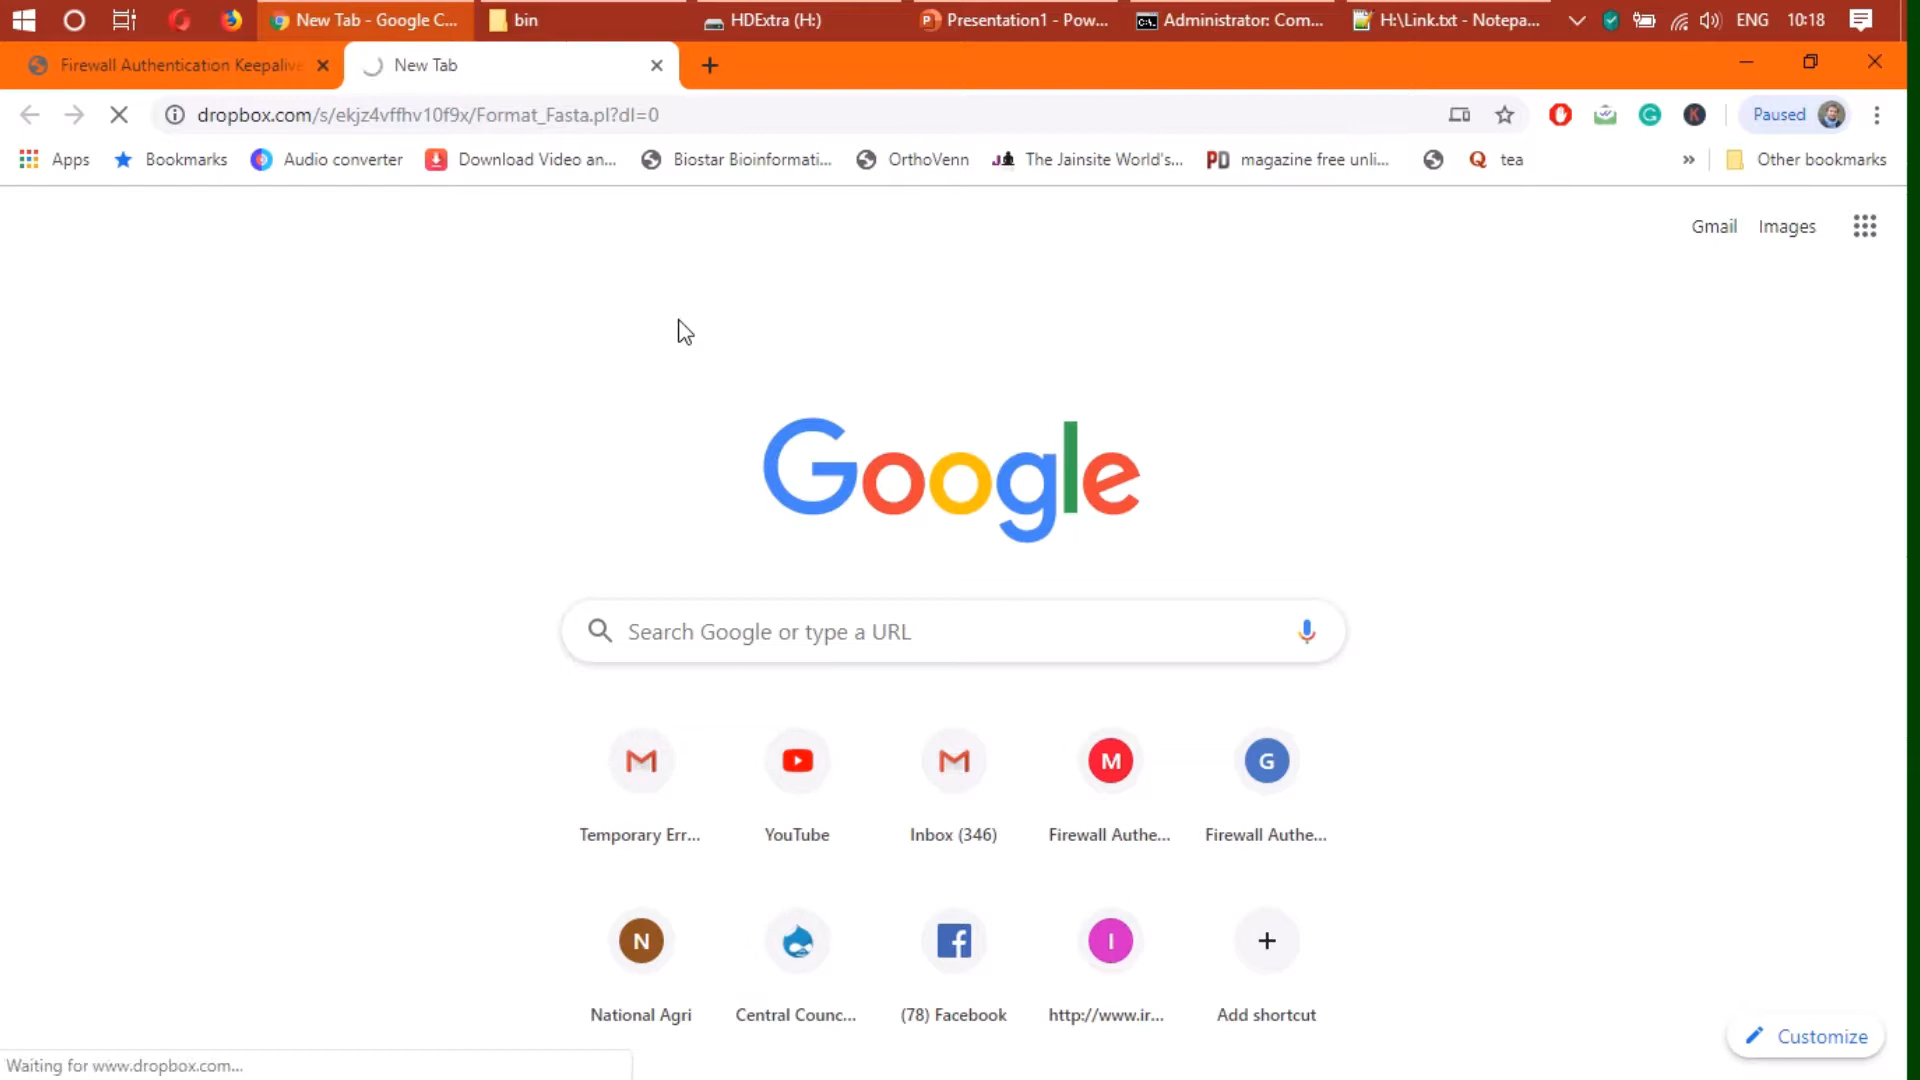 New Tab - Google C...
bin
HDExtra (H:)
Presentation1 - Pow...
Administrator: Com...
H:\Link.txt - Notepa...
ENG
10:18
Firewall Authentication Keepalive
New Tab
dropbox.com/s/ekjz4vffhv10f9x/Format_Fasta.pl?dl=0
Paused
Apps
Bookmarks
Audio converter
Download Video an...
Biostar Bioinformati...
OrthoVenn
The Jainsite World's...
PD magazine free unli...
tea
»
Other bookmarks
Gmail
Images
Google
Search Google or type a URL
M
G
Temporary Err...
YouTube
Inbox (346)
Firewall Authe...
Firewall Authe...
N
I
National Agri
Central Counc...
(78) Facebook
http://www.ir...
Add shortcut
Customize
Waiting for www.dropbox.com...